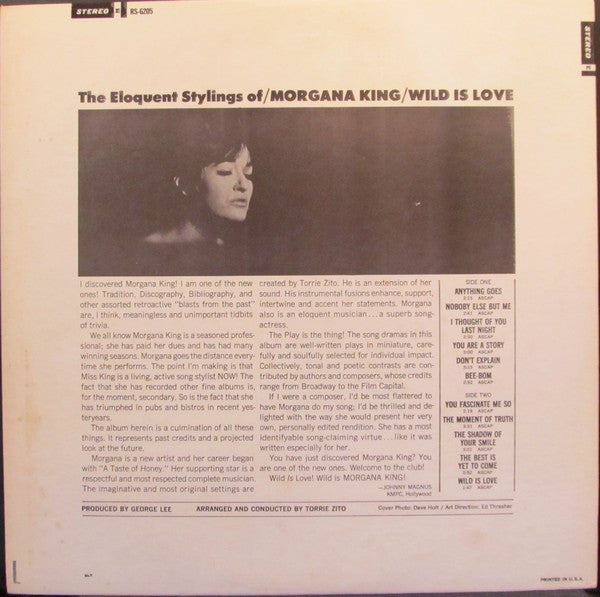 STEREO RS-6205
STEREO
The Eloquent Stylings of/MORGANA KING/WILD IS LOVE
I discovered Morgana King! I am one of the new
ones! Tradition, Discography, Bibliography, and
other assorted retroactive "blasts from the past"
are, I think, meaningless and unimportant tidbits
of trivia.
We all know Morgana King is a seasoned profes-
sional; she has paid her dues and has had many
winning seasons. Morgana goes the distance every-
time she performs. The point I'm making is that
Miss King is a living, active song stylist NOW! The
fact that she has recorded other fine albums is,
for the moment, secondary. So is the fact that she
has triumphed in pubs and bistros in recent yes-
teryears.
The album herein is a culmination of all these
things. It represents past credits and a projected
look at the future.
Morgana is a new artist and her career began
with "A Taste of Honey." Her supporting star is a
respectful and most respected complete musician.
The imaginative and most original settings are
created by Torrie Zito. He is an extension of her
sound. His instrumental fusions enhance, support,
intertwine and accent her statements. Morgana
also is an eloquent musician...a superb song-
actress.
The Play is the thing! The song dramas in this
album are well-written plays in miniature, care-
fully and soulfully selected for individual impact.
Collectively, tonal and poetic contrasts are con-
tributed by authors and composers, whose credits
range from Broadway to the Film Capital.
If I were a composer, I'd be most flattered to
have Morgana do my song; I'd be thrilled and de-
lighted with the way she would present her very
own, personally edited rendition. She has a most
identifyable song-claiming virtue...like it was
written especially for her.
You have just discovered Morgana King? You
are one of the new ones. Welcome to the club!
Wild Is Love! Wild is MORGANA KING!
—JOHNNY MAGNUS
KMPC, Hollywood
SIDE ONE
ANYTHING GOES
2:15 ASCAP
NOBODY ELSE BUT ME
2:47 ASCAP
I THOUGHT OF YOU
LAST NIGHT
2:50 ASCAP
YOU ARE A STORY
3:00 ASCAP
DON'T EXPLAIN
ASCAP
BEE-BOM
2:52 ASCAP
SIDE TWO
YOU FASCINATE ME SO
ASCAP
THE MOMENT OF TRUTH
ASCAP
THE SHADOW OF
YOUR SMILE
ASCAP
THE BEST IS
YET TO COME
ASCAP
WILD IS LOVE
1:47 ASCAP
PRODUCED BY GEORGE LEE ARRANGED AND CONDUCTED BY TORRIE ZITO Cover Photo: Dave Holt / Art Direction: Ed Thrasher
PRINTED IN U.S.A.